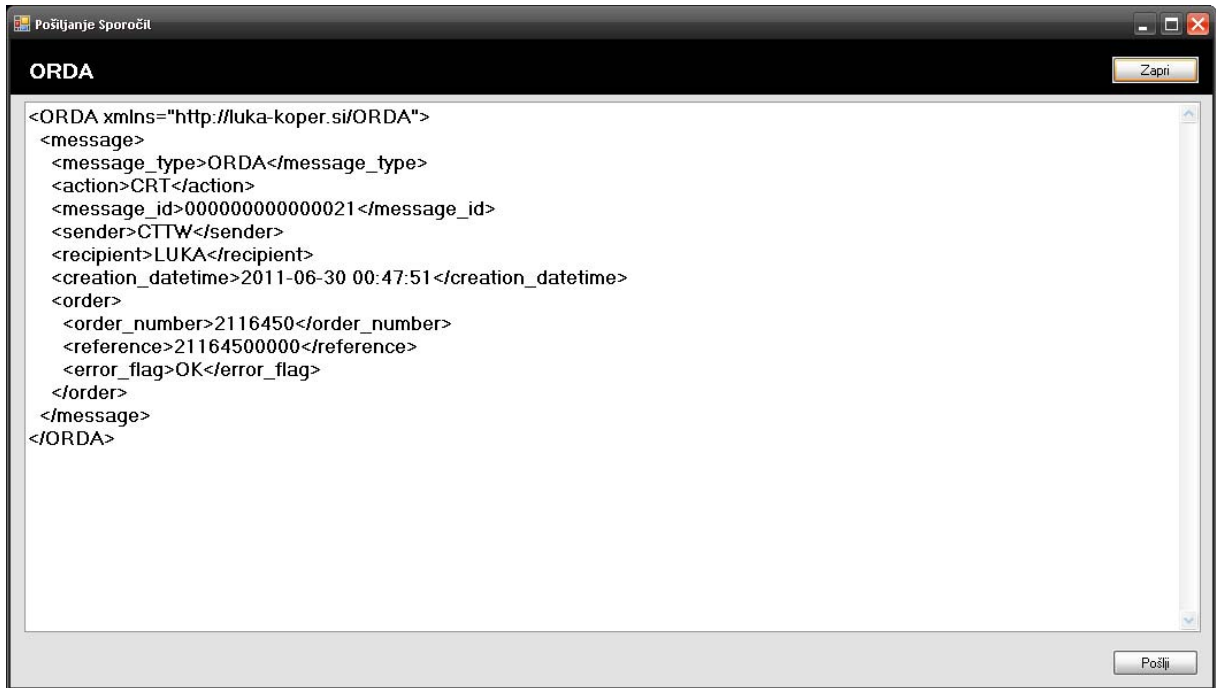 Pošiljanje Sporočil
ORDA
Zapri
<ORDA xmlns="http://luka-koper.si/ORDA">
<message>
<message_type>ORDA</message_type>
<action>CRT</action>
<message_id>000000000000021</message_id>
<sender>CTTW</sender>
<recipient>LUKA</recipient>
<creation_datetime>2011-06-30 00:47:51</creation_datetime>
<order>
<order_number>2116450</order_number>
<reference>21164500000</reference>
<error_flag>OK</error_flag>
</order>
</message>
</ORDA>
Pošlji